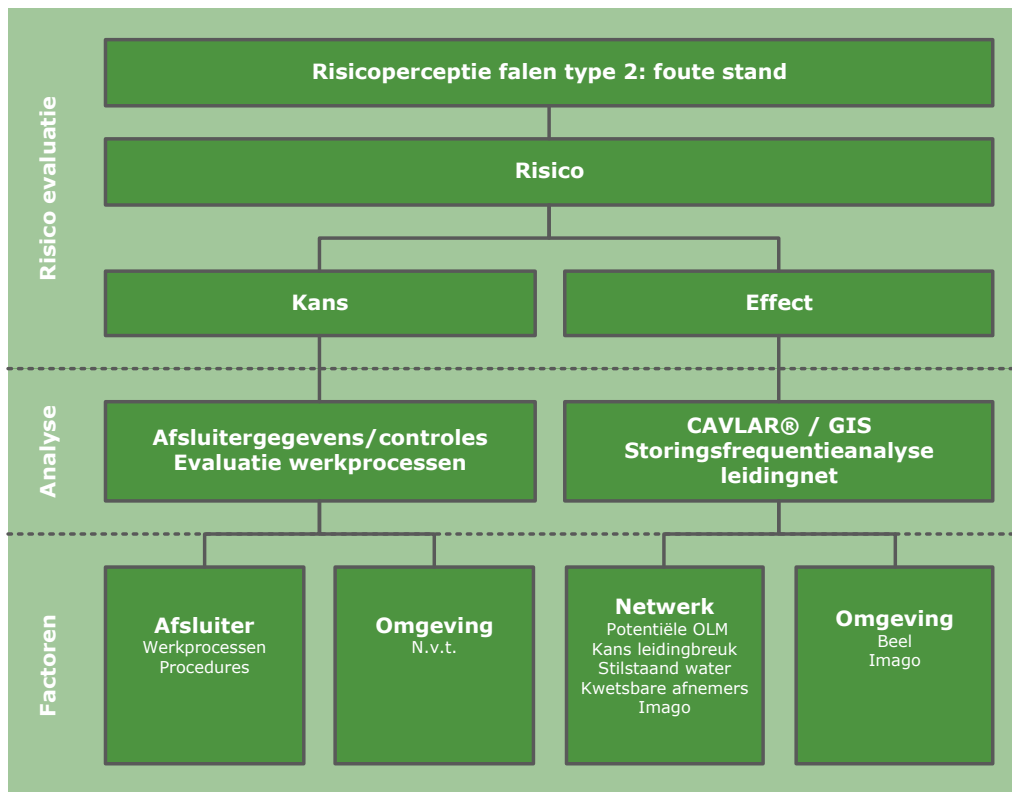 Risico evaluatie
Risicoperceptie falen type 2: foute stand
Risico
Kans
Effect
Analyse
Afsluitergegevens/controles
Evaluatie werkprocessen
CAVLAR® / GIS
Storingsfrequentieanalyse
leidingnet
Factoren
Afsluiter
Werkprocessen
Procedures
Omgeving
N.v.t.
Netwerk
Potentiële OLM
Kans leidingbreuk
Stilstaand water
Kwetsbare afnemers
Imago
Omgeving
Beel
Imago